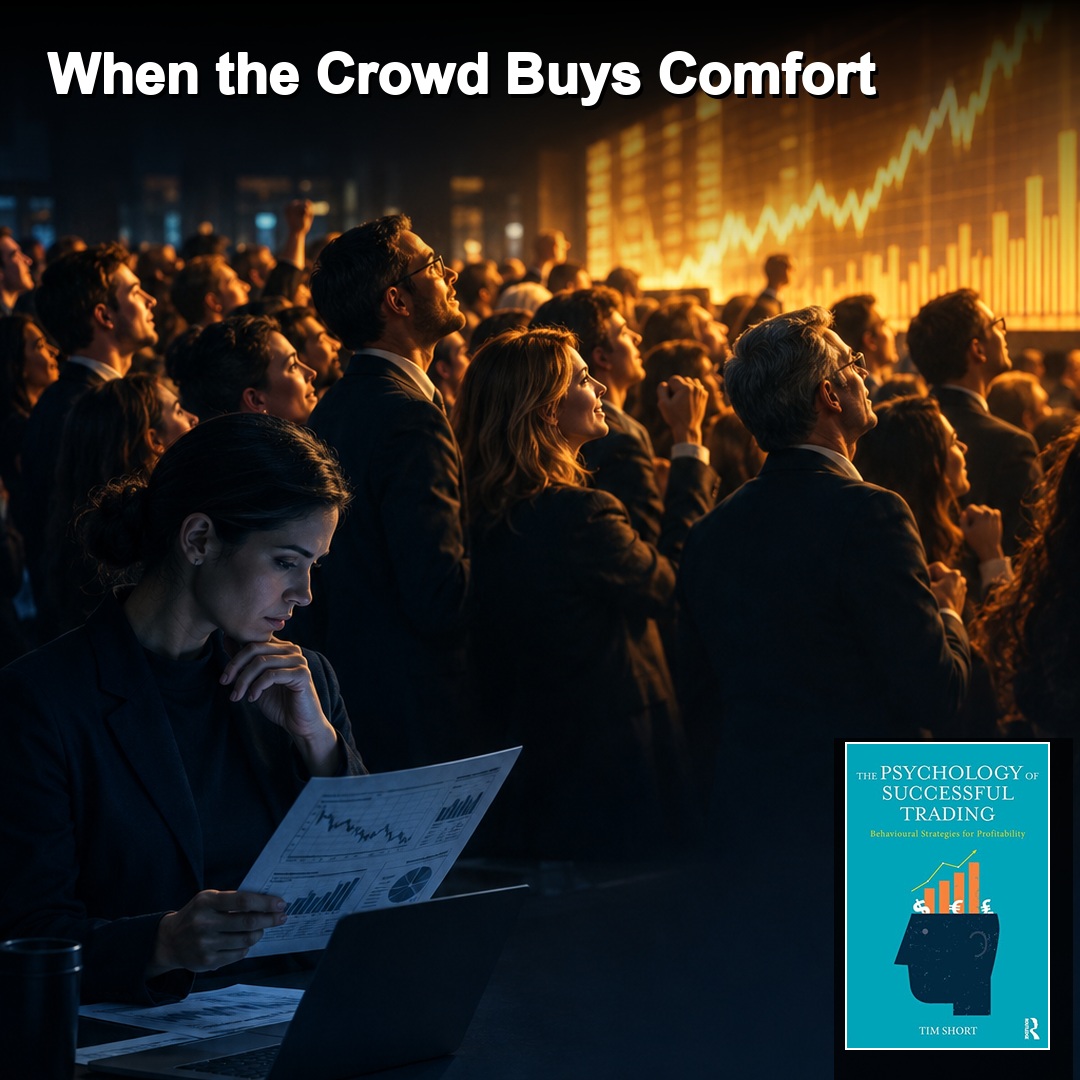 When the Crowd Buys Comfort
THE PSYCHOLOGY OF
SUCCESSFUL
TRADING
Behavioural Strategies for Profitability
$ € £
TIM SHORT
R